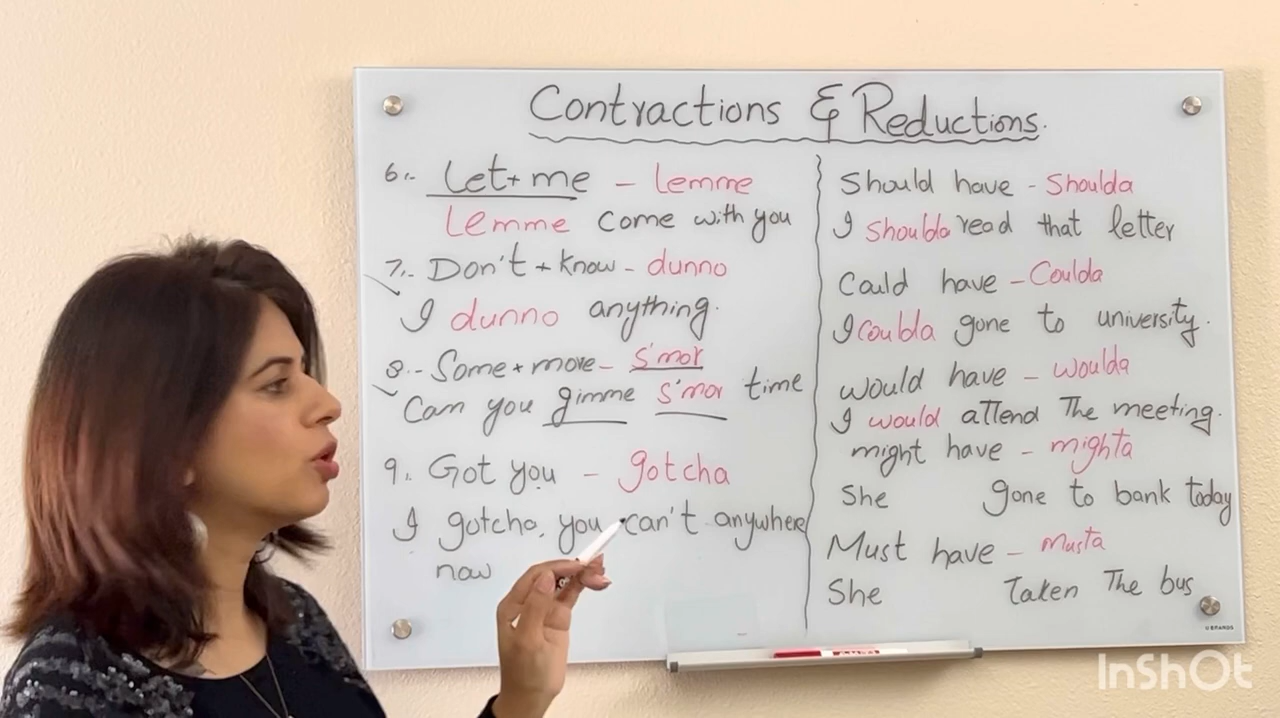 Contractions & Reductions.
6.- Let + me - lemme
Lemme come with you
7.- Don't + know - dunno
I dunno anything.
8.- Some + more - S'mor
Can you gimme S'mor time
9. Got you - gotcha
I gotcha, you can't anywhere
now
Should have - Shoulda
I Shoulda read that letter
Could have - Coulda
I coulda gone to university.
would have - woulda
I would attend The meeting.
might have - mighta
She gone to bank today
Must have - musta
She Taken The bus
U BRANDS
InShOt